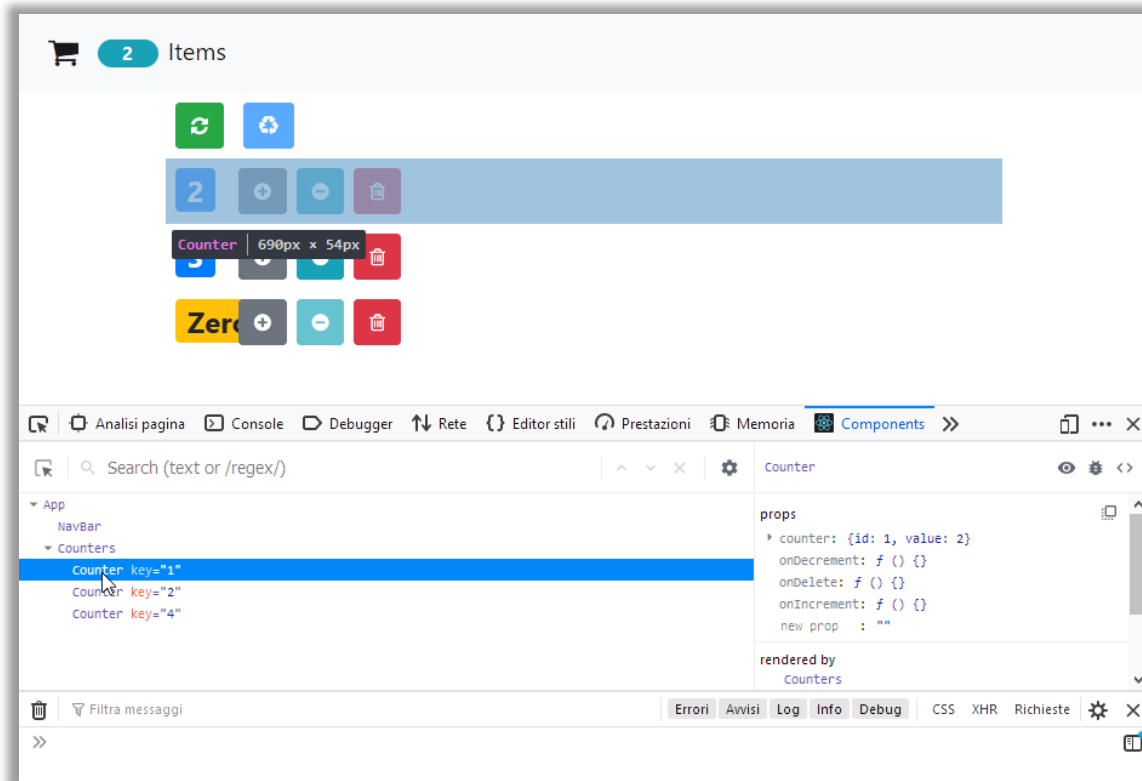 2 Items
2
Counter 690px × 54px
Zero
Analisi pagina Console Debugger Rete Editor stili Prestazioni Memoria Components
Search (text or /regex/) Counter
App
NavBar
Counters
Counter key="1"
Counter key="2"
Counter key="4"
props
counter: {id: 1, value: 2}
onDecrement: ƒ () {}
onDelete: ƒ () {}
onIncrement: ƒ () {}
new prop : ""
rendered by
Counters
Filtra messaggi Errori Avvisi Log Info Debug CSS XHR Richieste